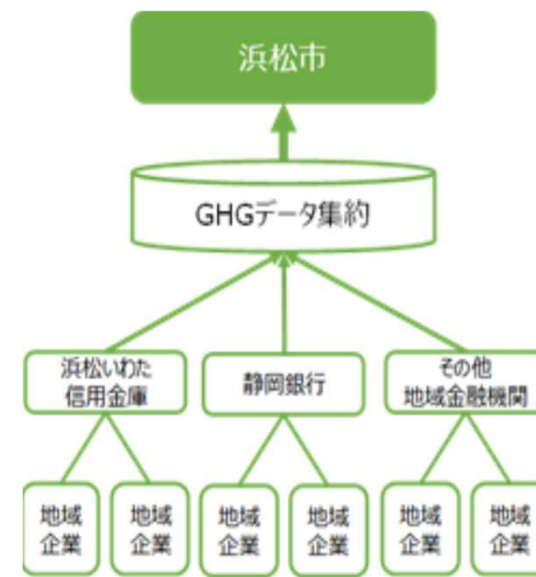 浜松市
GHGデータ集約
浜松いわた
信用金庫
静岡銀行
その他
地域金融機関
地域
企業
地域
企業
地域
企業
地域
企業
地域
企業
地域
企業